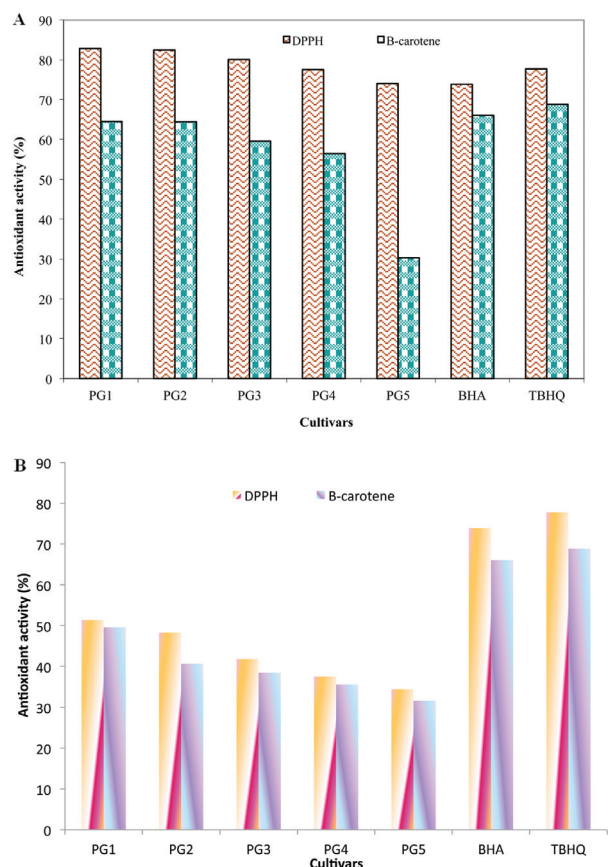 A
90
DPPH B-carotene
80
70
60
50
40
30
20
10
0
Antioxidant activity (%)
PG1 PG2 PG3 PG4 PG5 BHA TBHQ
Cultivars
B
90
DPPH B-carotene
80
70
60
50
40
30
20
10
0
Antioxidant activity (%)
PG1 PG2 PG3 PG4 PG5 BHA TBHQ
Cultivars